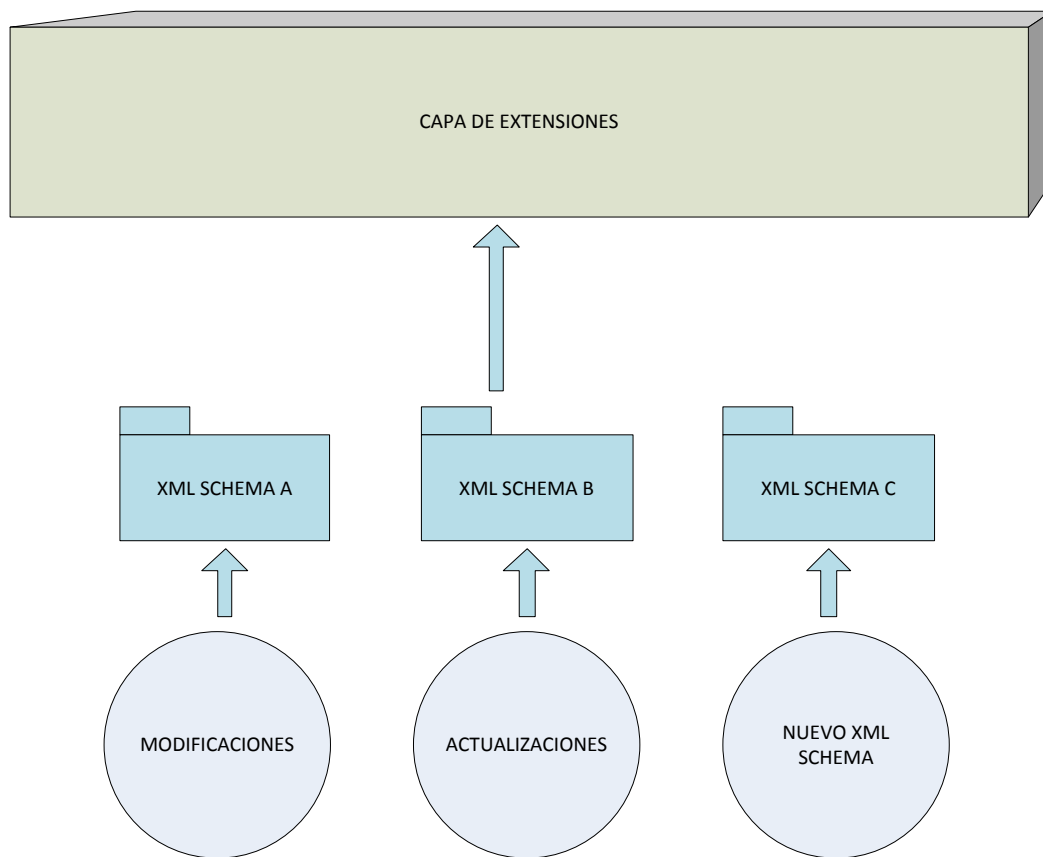 CAPA DE EXTENSIONES
XML SCHEMA A
XML SCHEMA B
XML SCHEMA C
MODIFICACIONES
ACTUALIZACIONES
NUEVO XML
SCHEMA